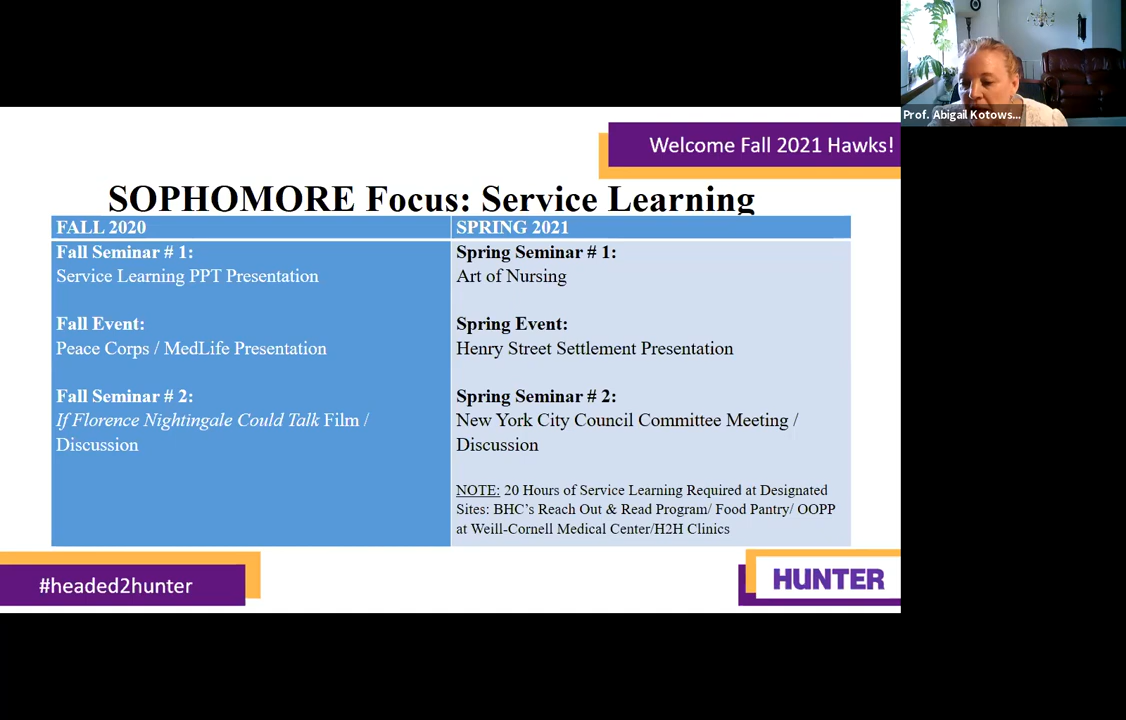 Prof. Abigail Kotows...
Welcome Fall 2021 Hawks!
SOPHOMORE Focus: Service Learning
FALL 2020
Fall Seminar # 1:
Service Learning PPT Presentation
Fall Event:
Peace Corps / MedLife Presentation
Fall Seminar # 2:
If Florence Nightingale Could Talk Film /
Discussion
SPRING 2021
Spring Seminar # 1:
Art of Nursing
Spring Event:
Henry Street Settlement Presentation
Spring Seminar # 2:
New York City Council Committee Meeting /
Discussion
NOTE: 20 Hours of Service Learning Required at Designated
Sites: BHC's Reach Out & Read Program/ Food Pantry/ OOPP
at Weill-Cornell Medical Center/H2H Clinics
#headed2hunter
HUNTER